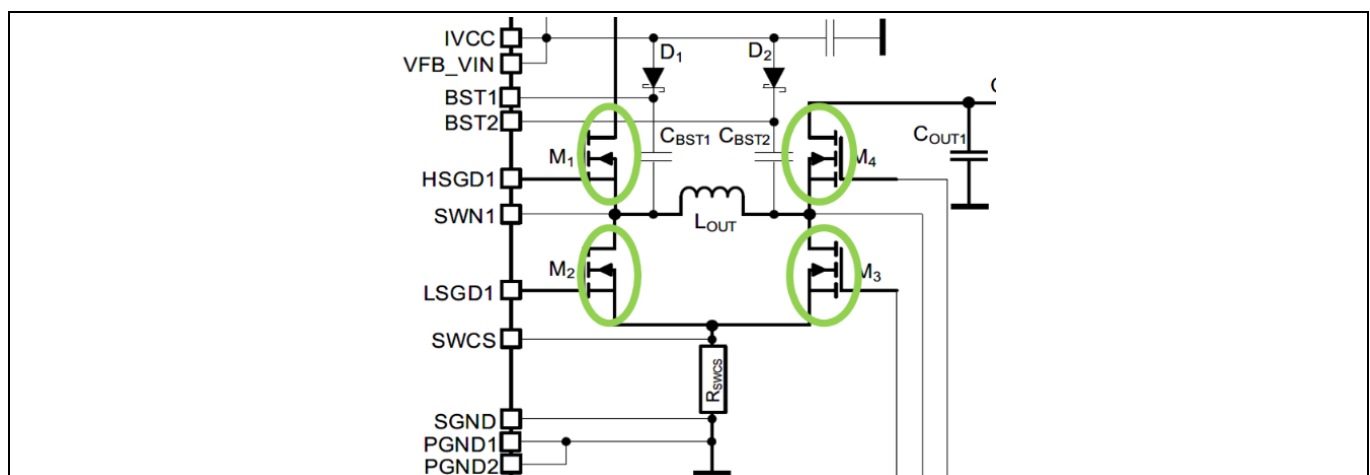 IVCC
VFB_VIN
D1
D2
BST1
BST2
CBST1 CBST2
COUT1
M1
M4
HSGD1
SWN1
LOUT
M2
M3
LSGD1
SWCS
RSWCS
SGND
PGND1
PGND2